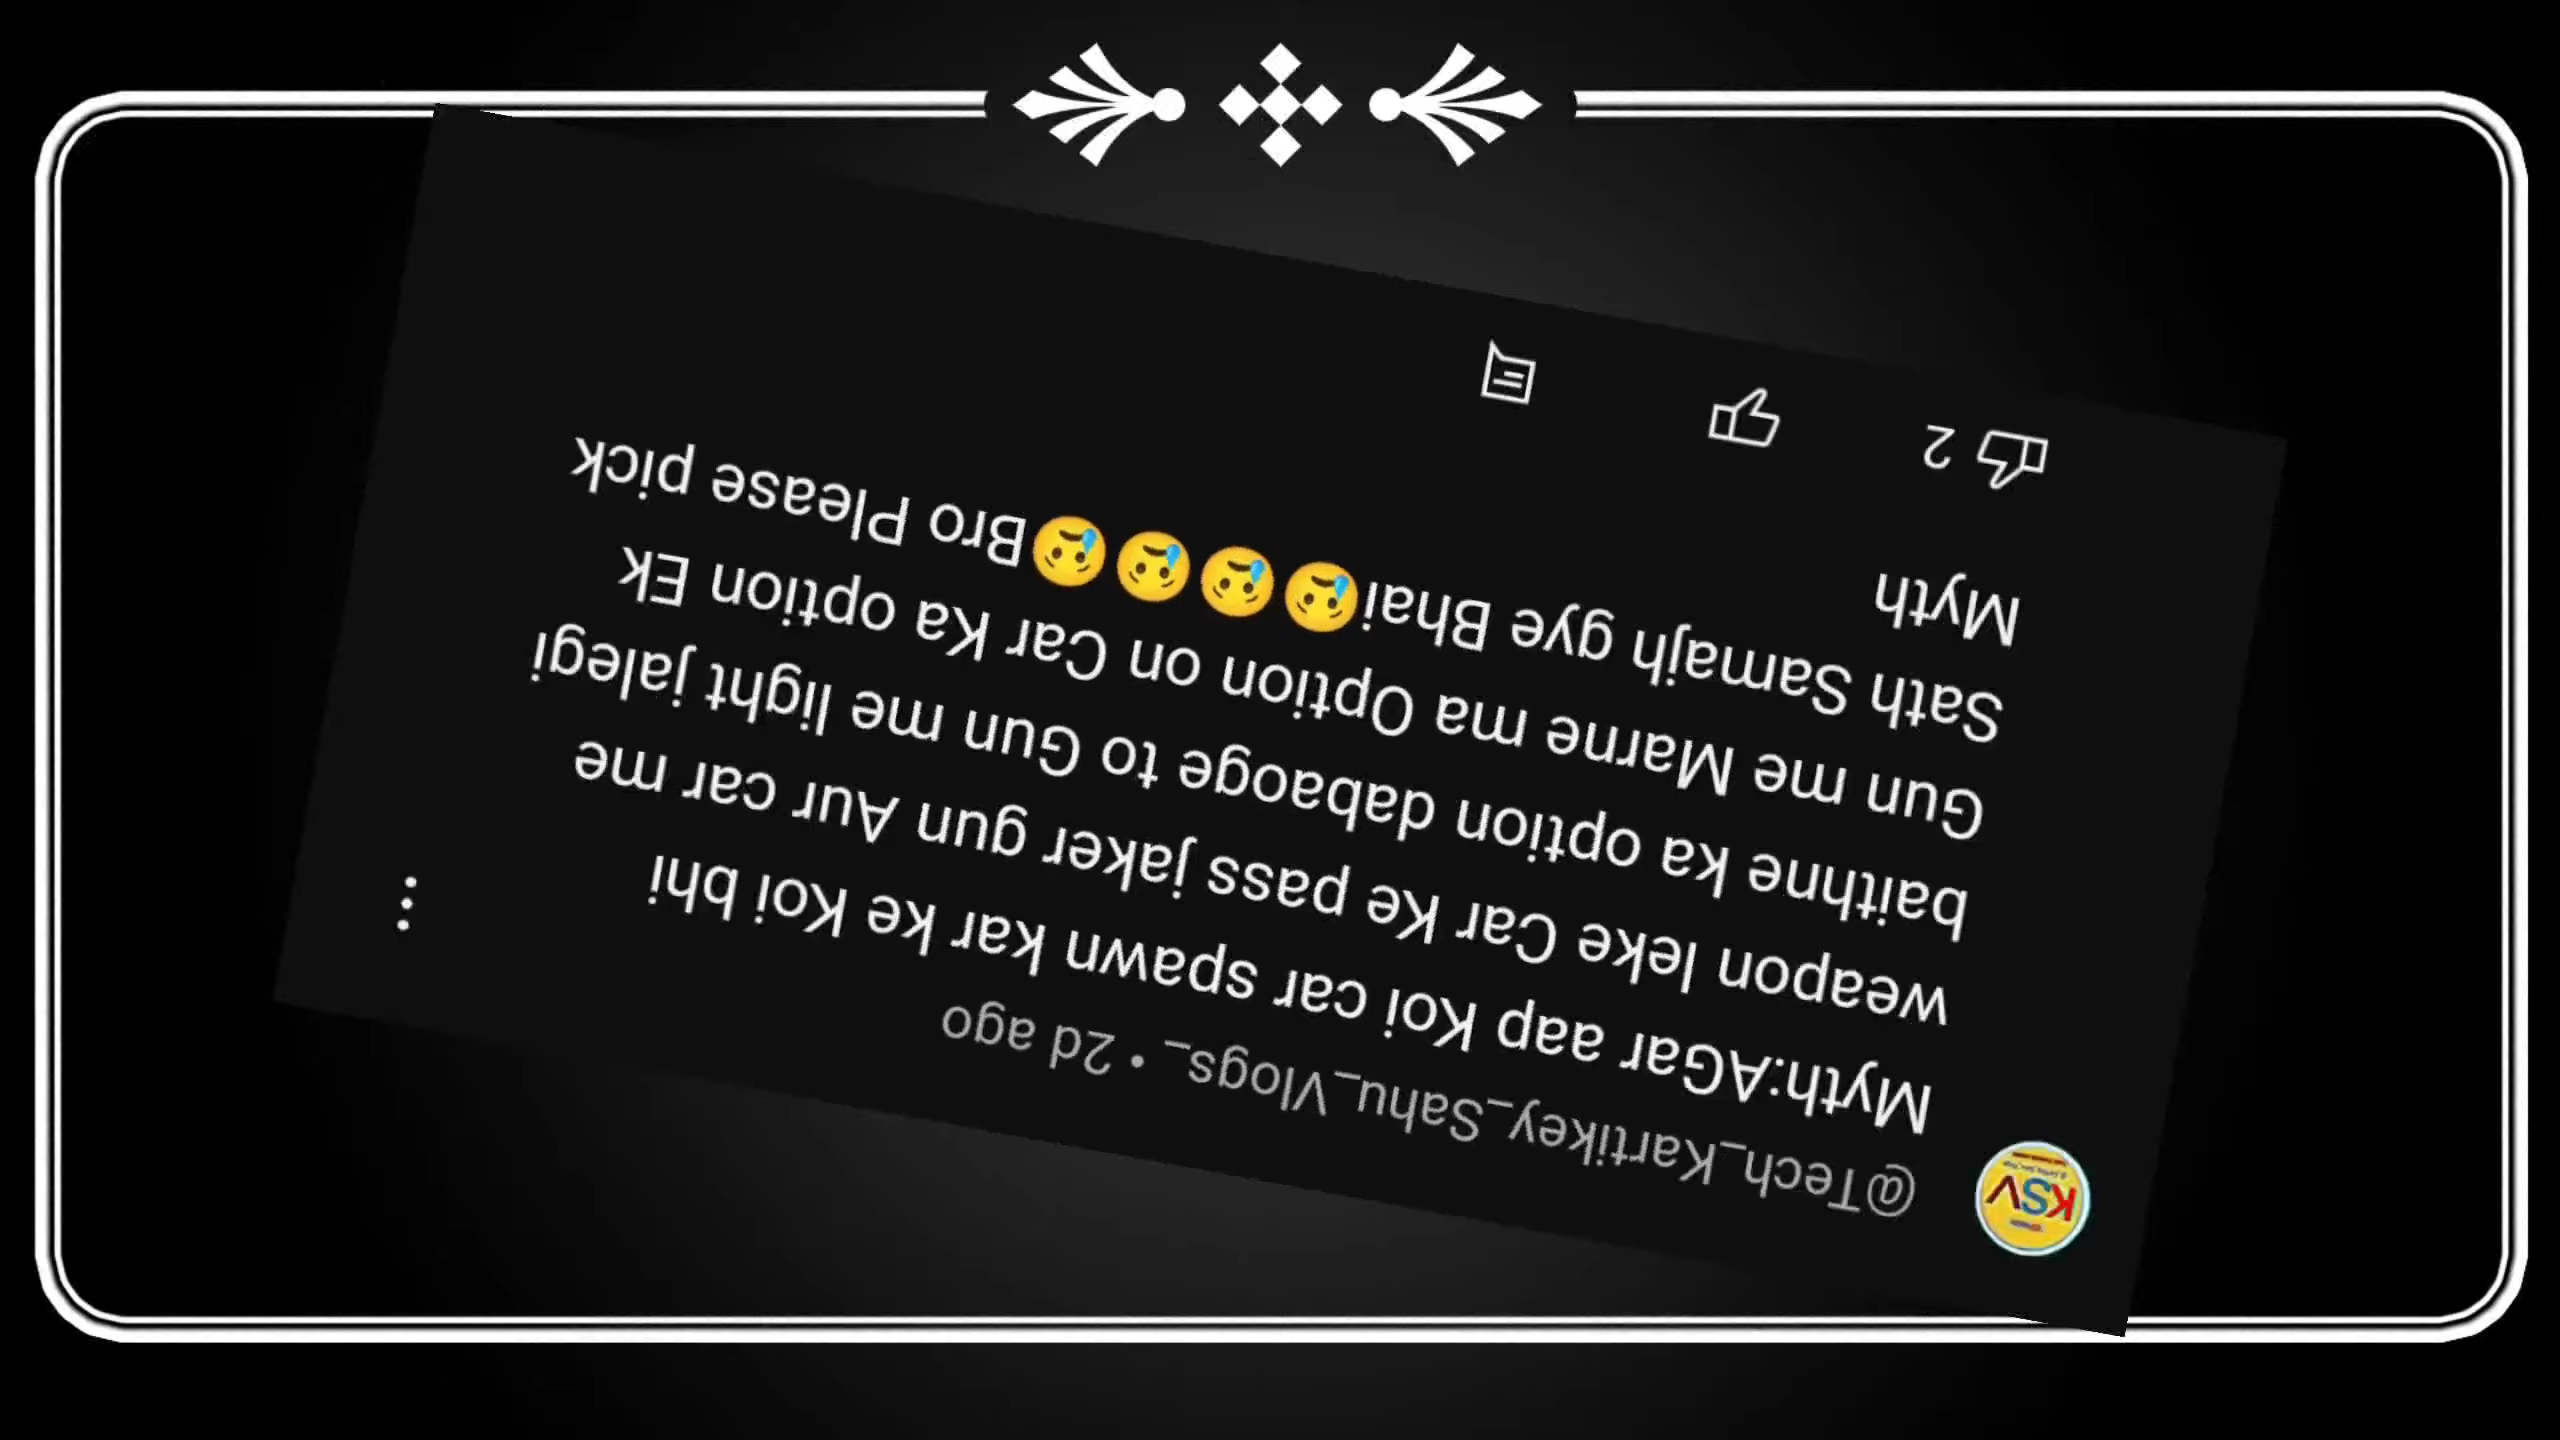 @Tech_Kartikey_Sahu_Vlogs_ • 2d ago
Myth:AGar aap Koi car spawn kar ke Koi bhi
weapon leke Car Ke pass jaker gun Aur car me
baithne ka option dabaoge to Gun me light jalegi
Gun me Marne ma Option on Car Ka option Ek
Sath Samajh gye Bhai😅😅😅😅Bro Please pick
Myth
2
KSV